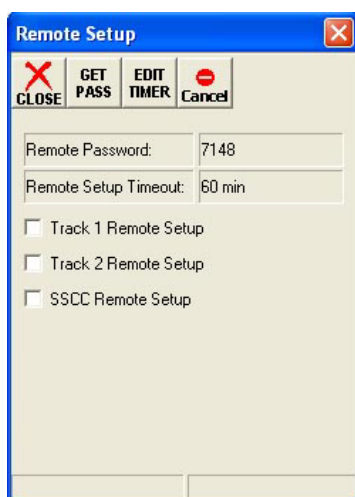 Remote Setup
CLOSE
GET PASS
EDIT TIMER
Cancel
Remote Password: 7148
Remote Setup Timeout: 60 min
Track 1 Remote Setup
Track 2 Remote Setup
SSCC Remote Setup